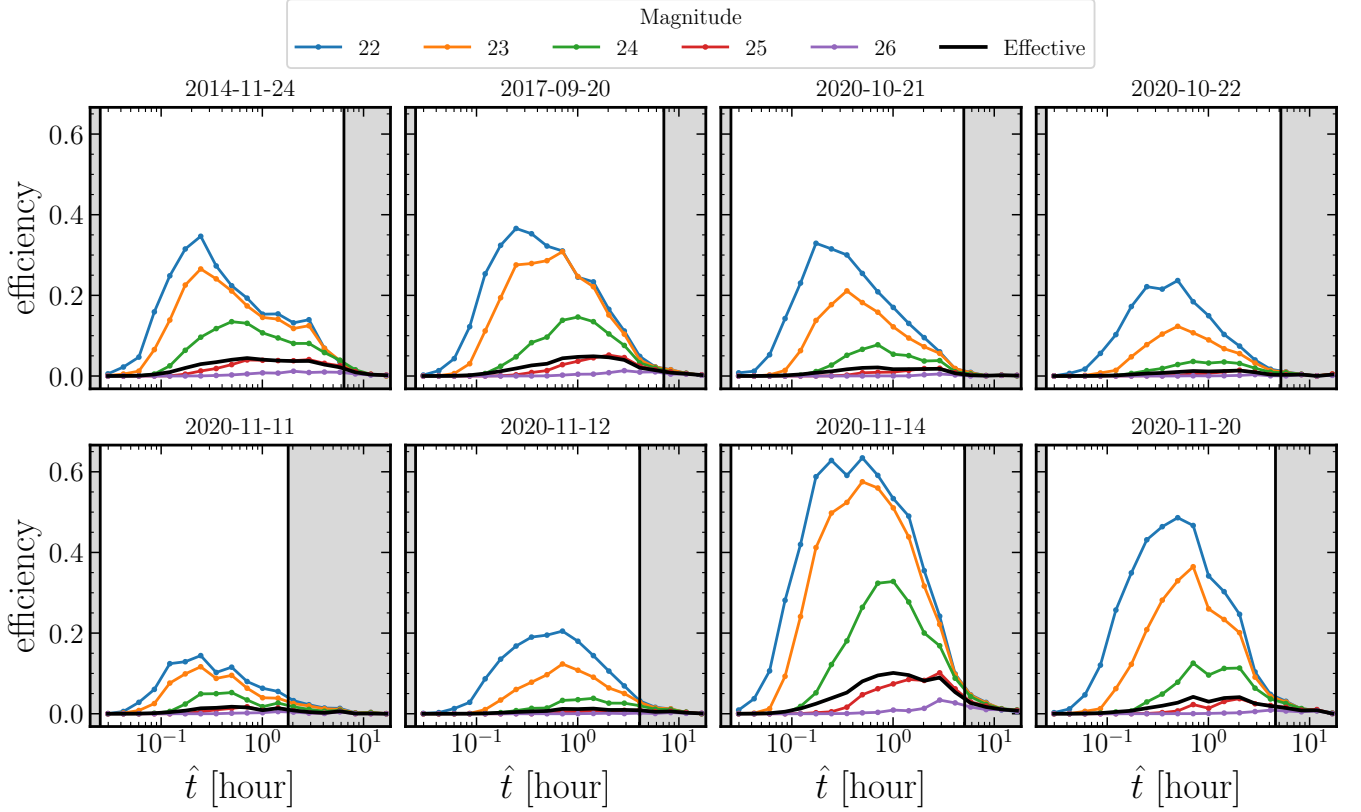 Magnitude
22 23 24 25 26 Effective
2014-11-24 2017-09-20 2020-10-21 2020-10-22
efficiency
0.6
0.4
0.2
0.0
2020-11-11 2020-11-12 2020-11-14 2020-11-20
efficiency
0.6
0.4
0.2
0.0
10⁻¹ 10⁰ 10¹ 10⁻¹ 10⁰ 10¹ 10⁻¹ 10⁰ 10¹ 10⁻¹ 10⁰ 10¹
t̂ [hour] t̂ [hour] t̂ [hour] t̂ [hour]